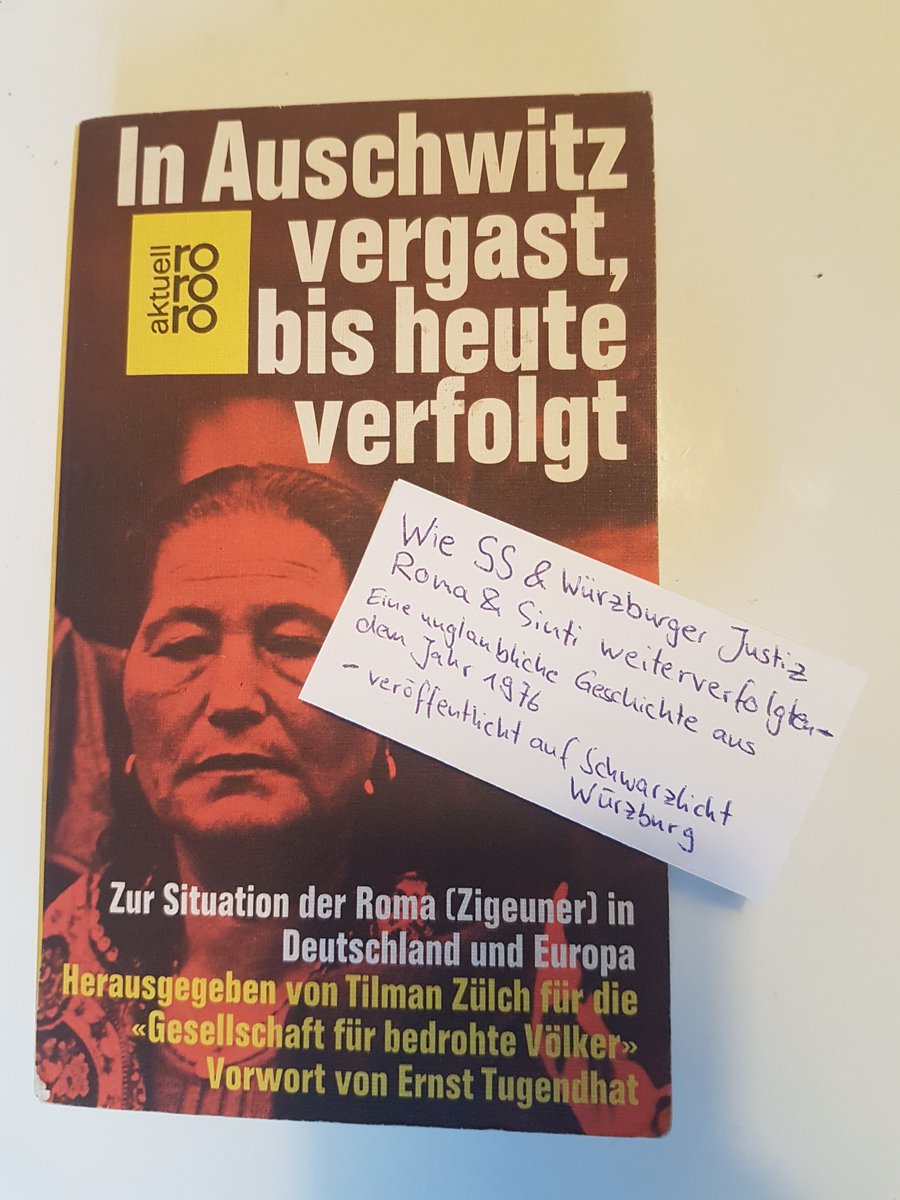 In Auschwitz
vergast,
bis heute
verfolgt
aktuell
ro
ro
ro
Wie SS & Würzburger Justiz
Roma & Sinti weiterverfolgten-
Eine unglaubliche Geschichte aus
dem Jahr 1976
- veröffentlicht auf Schwarzlicht
Würzburg
Zur Situation der Roma (Zigeuner) in
Deutschland und Europa
Herausgegeben von Tilman Zülch für die
«Gesellschaft für bedrohte Völker»
Vorwort von Ernst Tugendhat